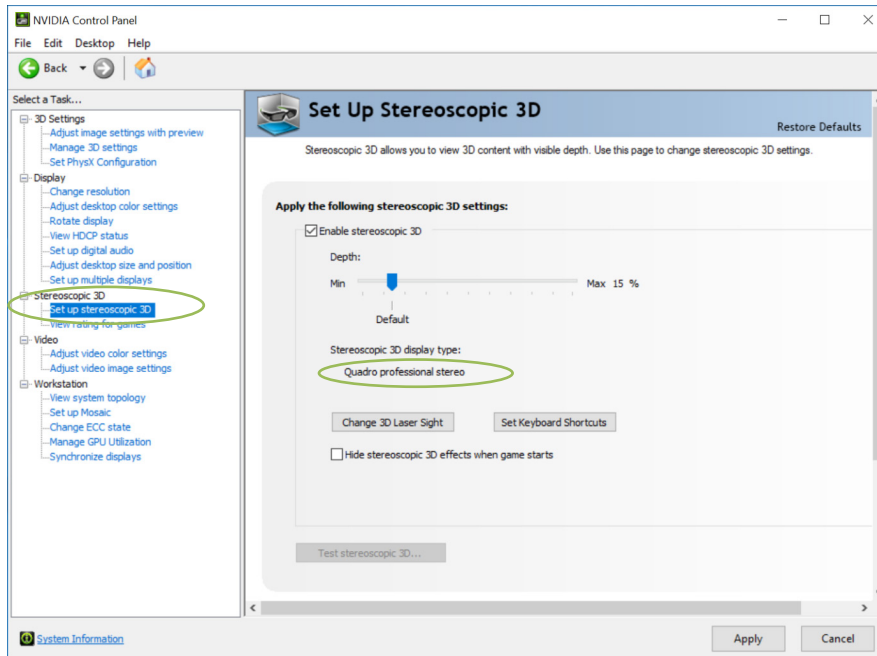 NVIDIA Control Panel
File Edit Desktop Help
Back
Select a Task...
3D Settings
Adjust image settings with preview
Manage 3D settings
Set PhysX Configuration
Display
Change resolution
Adjust desktop color settings
Rotate display
View HDCP status
Set up digital audio
Adjust desktop size and position
Set up multiple displays
Stereoscopic 3D
Set up stereoscopic 3D
View rating for games
Video
Adjust video color settings
Adjust video image settings
Workstation
View system topology
Set up Mosaic
Change ECC state
Manage GPU Utilization
Synchronize displays
System Information
Set Up Stereoscopic 3D
Restore Defaults
Stereoscopic 3D allows you to view 3D content with visible depth. Use this page to change stereoscopic 3D settings.
Apply the following stereoscopic 3D settings:
Enable stereoscopic 3D
Depth:
Min Max 15 %
Default
Stereoscopic 3D display type:
Quadro professional stereo
Change 3D Laser Sight Set Keyboard Shortcuts
Hide stereoscopic 3D effects when game starts
Test stereoscopic 3D...
Apply Cancel